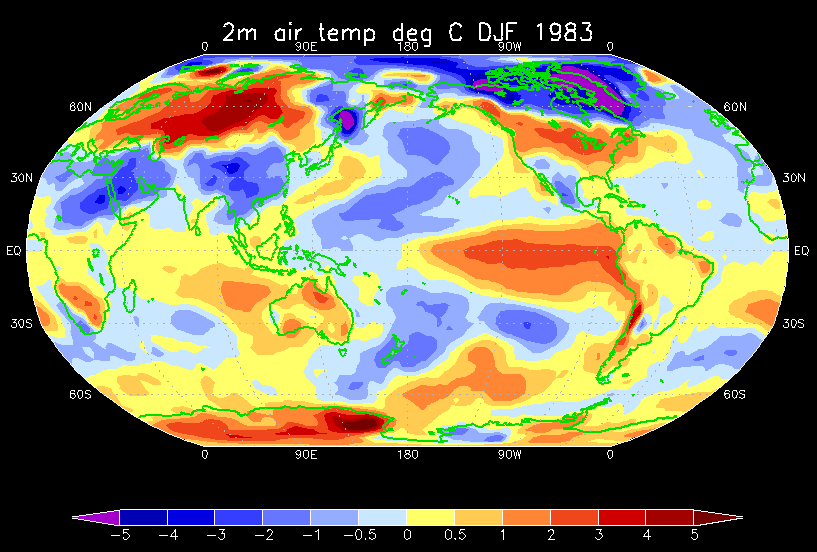 2m air temp deg C DJF 1983
0 90E 180 90W 0
60N 60N
30N 30N
EQ EQ
30S 30S
60S 60S
0 90E 180 90W 0
−5 −4 −3 −2 −1 −0.5 0 0.5 1 2 3 4 5